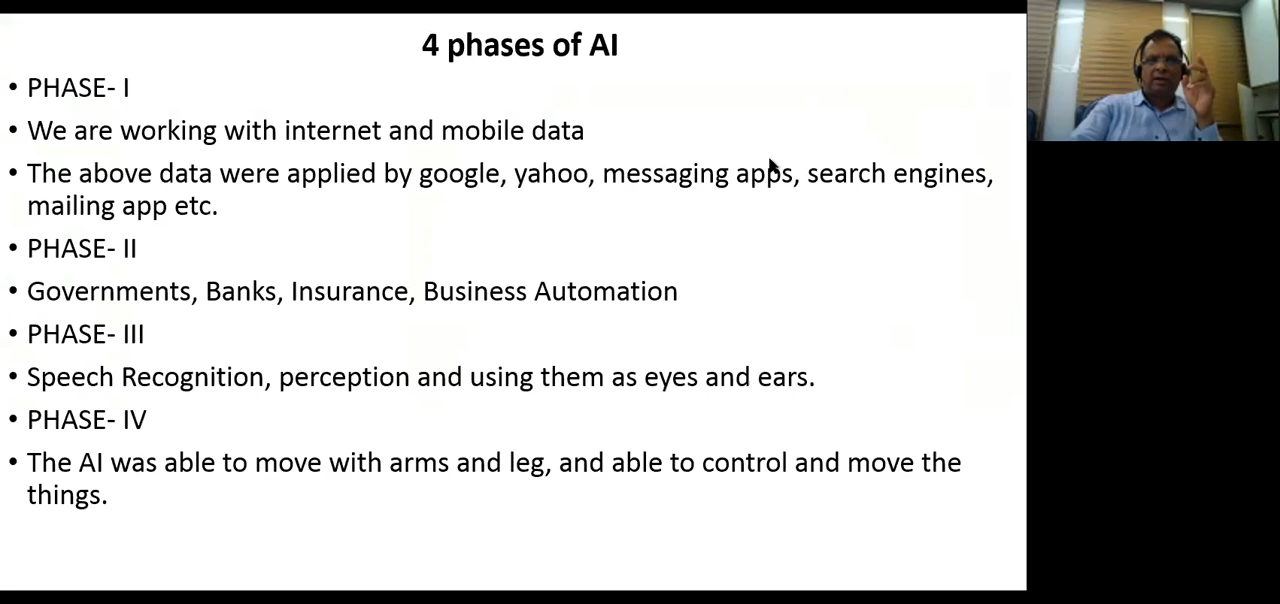 4 phases of AI
• PHASE- I
• We are working with internet and mobile data
• The above data were applied by google, yahoo, messaging apps, search engines,
mailing app etc.
• PHASE- II
• Governments, Banks, Insurance, Business Automation
• PHASE- III
• Speech Recognition, perception and using them as eyes and ears.
• PHASE- IV
• The AI was able to move with arms and leg, and able to control and move the
things.